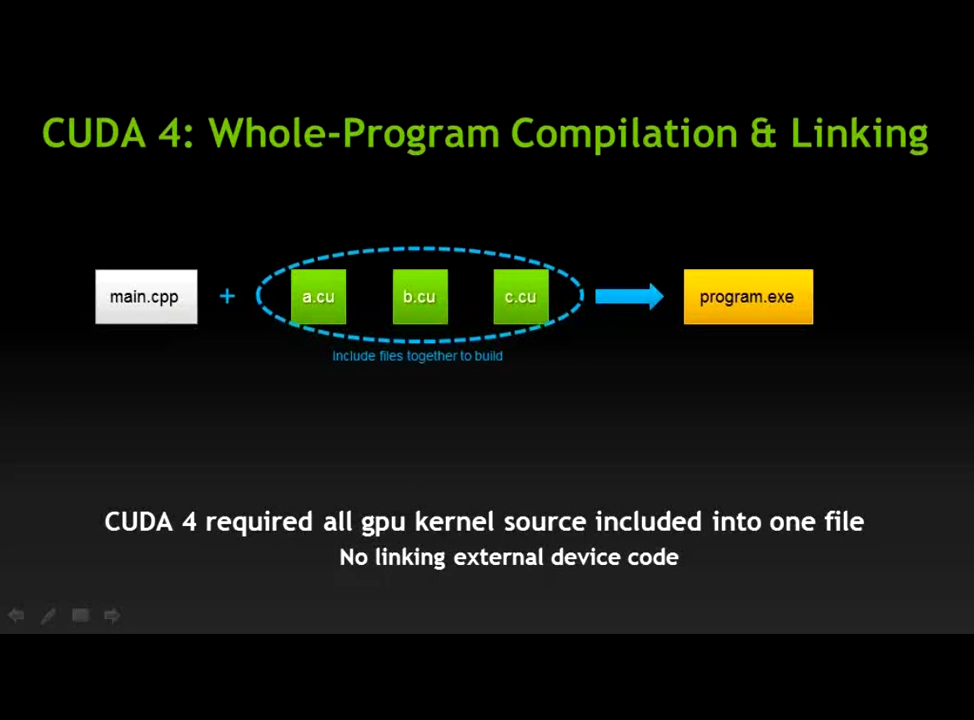 CUDA 4: Whole-Program Compilation & Linking
main.cpp + a.cu b.cu c.cu program.exe
Include files together to build
CUDA 4 required all gpu kernel source included into one file
No linking external device code